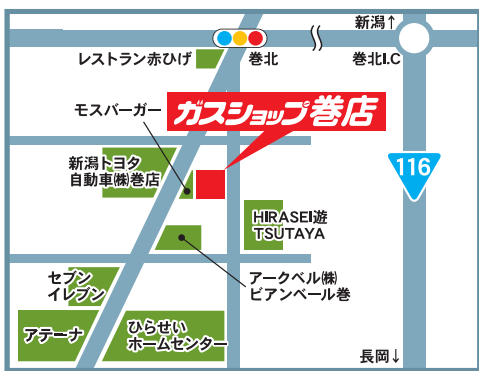 新潟↑
レストラン赤ひげ
巻北
巻北I.C
モスバーガー
ガスショップ巻店
新潟トヨタ
自動車㈱巻店
116
HIRASEI遊
TSUTAYA
セブン
イレブン
アークベル㈱
ビアンベール巻
アテーナ
ひらせい
ホームセンター
長岡↓